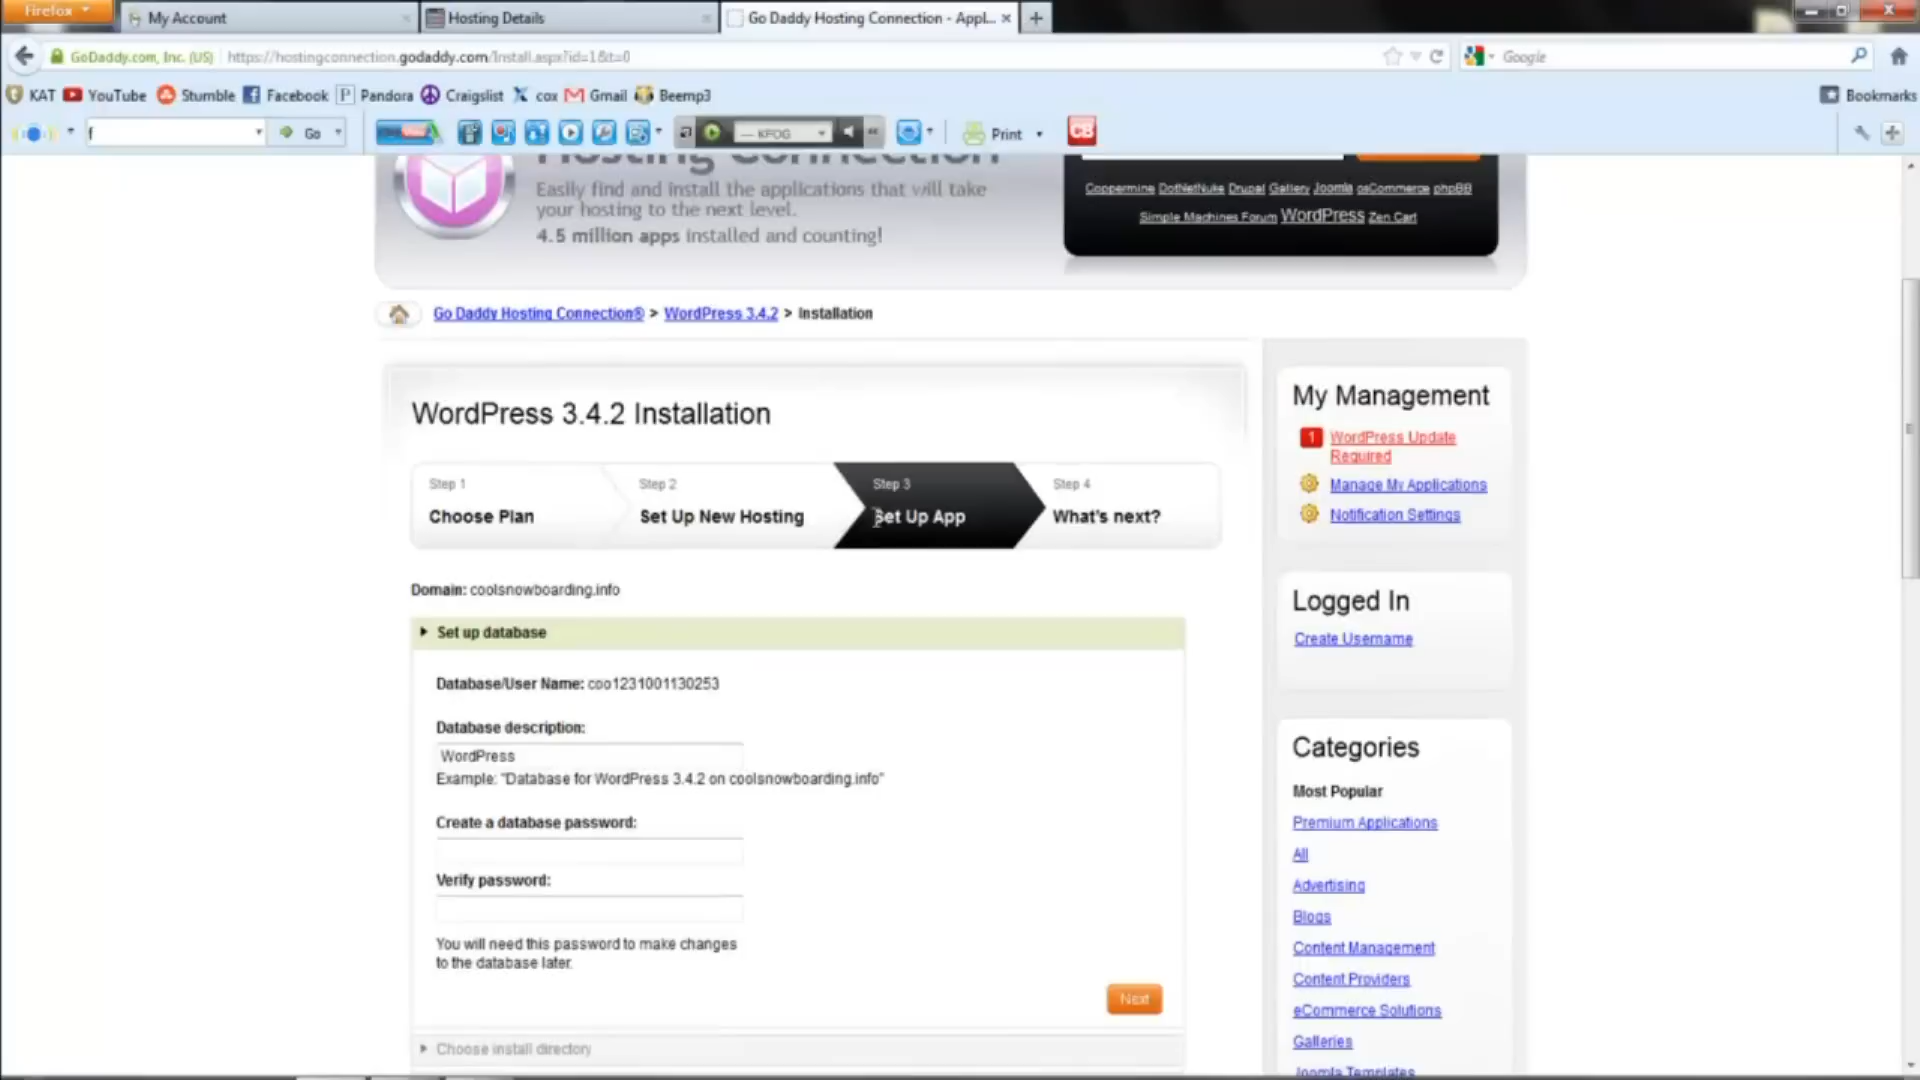 Firefox
My Account
Hosting Details
Go Daddy Hosting Connection - Appl...
GoDaddy.com, Inc. (US)
https://hostingconnection.godaddy.com/Install.aspx?id=1&t=0
Google
KAT
YouTube
Stumble
Facebook
Pandora
Craigslist
cox
Gmail
Beemp3
Bookmarks
f
Go
— KFOG
Print
CB
Hosting Connection
Easily find and install the applications that will take
your hosting to the next level.
4.5 million apps installed and counting!
Coppermine DotNetNuke Drupal Gallery Joomla osCommerce phpBB
Simple Machines Forum WordPress Zen Cart
Go Daddy Hosting Connection® > WordPress 3.4.2 > Installation
WordPress 3.4.2 Installation
Step 1
Choose Plan
Step 2
Set Up New Hosting
Step 3
Set Up App
Step 4
What's next?
Domain: coolsnowboarding.info
Set up database
Database/User Name: coo1231001130253
Database description:
WordPress
Example: "Database for WordPress 3.4.2 on coolsnowboarding.info"
Create a database password:
Verify password:
You will need this password to make changes
to the database later.
Next
Choose install directory
My Management
1 WordPress Update
Required
Manage My Applications
Notification Settings
Logged In
Create Username
Categories
Most Popular
Premium Applications
All
Advertising
Blogs
Content Management
Content Providers
eCommerce Solutions
Galleries
Joomla Templates